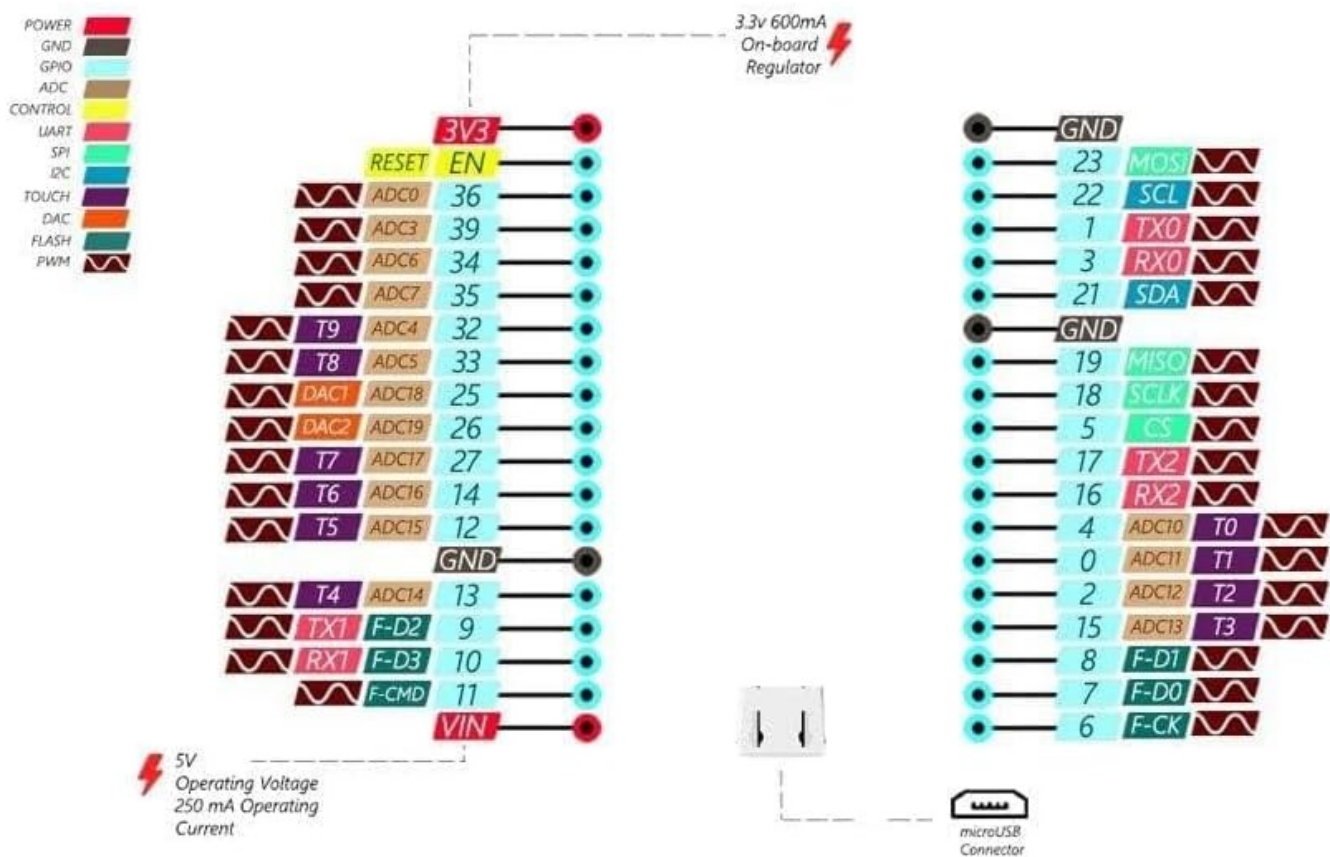 POWER
GND
GPIO
ADC
CONTROL
UART
SPI
I2C
TOUCH
DAC
FLASH
PWM
3.3v 600mA
On-board
Regulator
3V3
RESET EN
ADC0 36
ADC3 39
ADC6 34
ADC7 35
T9 ADC4 32
T8 ADC5 33
DAC1 ADC18 25
DAC2 ADC19 26
T7 ADC17 27
T6 ADC16 14
T5 ADC15 12
GND
T4 ADC14 13
TX1 F-D2 9
RX1 F-D3 10
F-CMD 11
VIN
5V
Operating Voltage
250 mA Operating
Current
GND
23 MOSI
22 SCL
1 TX0
3 RX0
21 SDA
GND
19 MISO
18 SCLK
5 CS
17 TX2
16 RX2
4 ADC10 T0
0 ADC11 T1
2 ADC12 T2
15 ADC13 T3
8 F-D1
7 F-D0
6 F-CK
microUSB
Connector